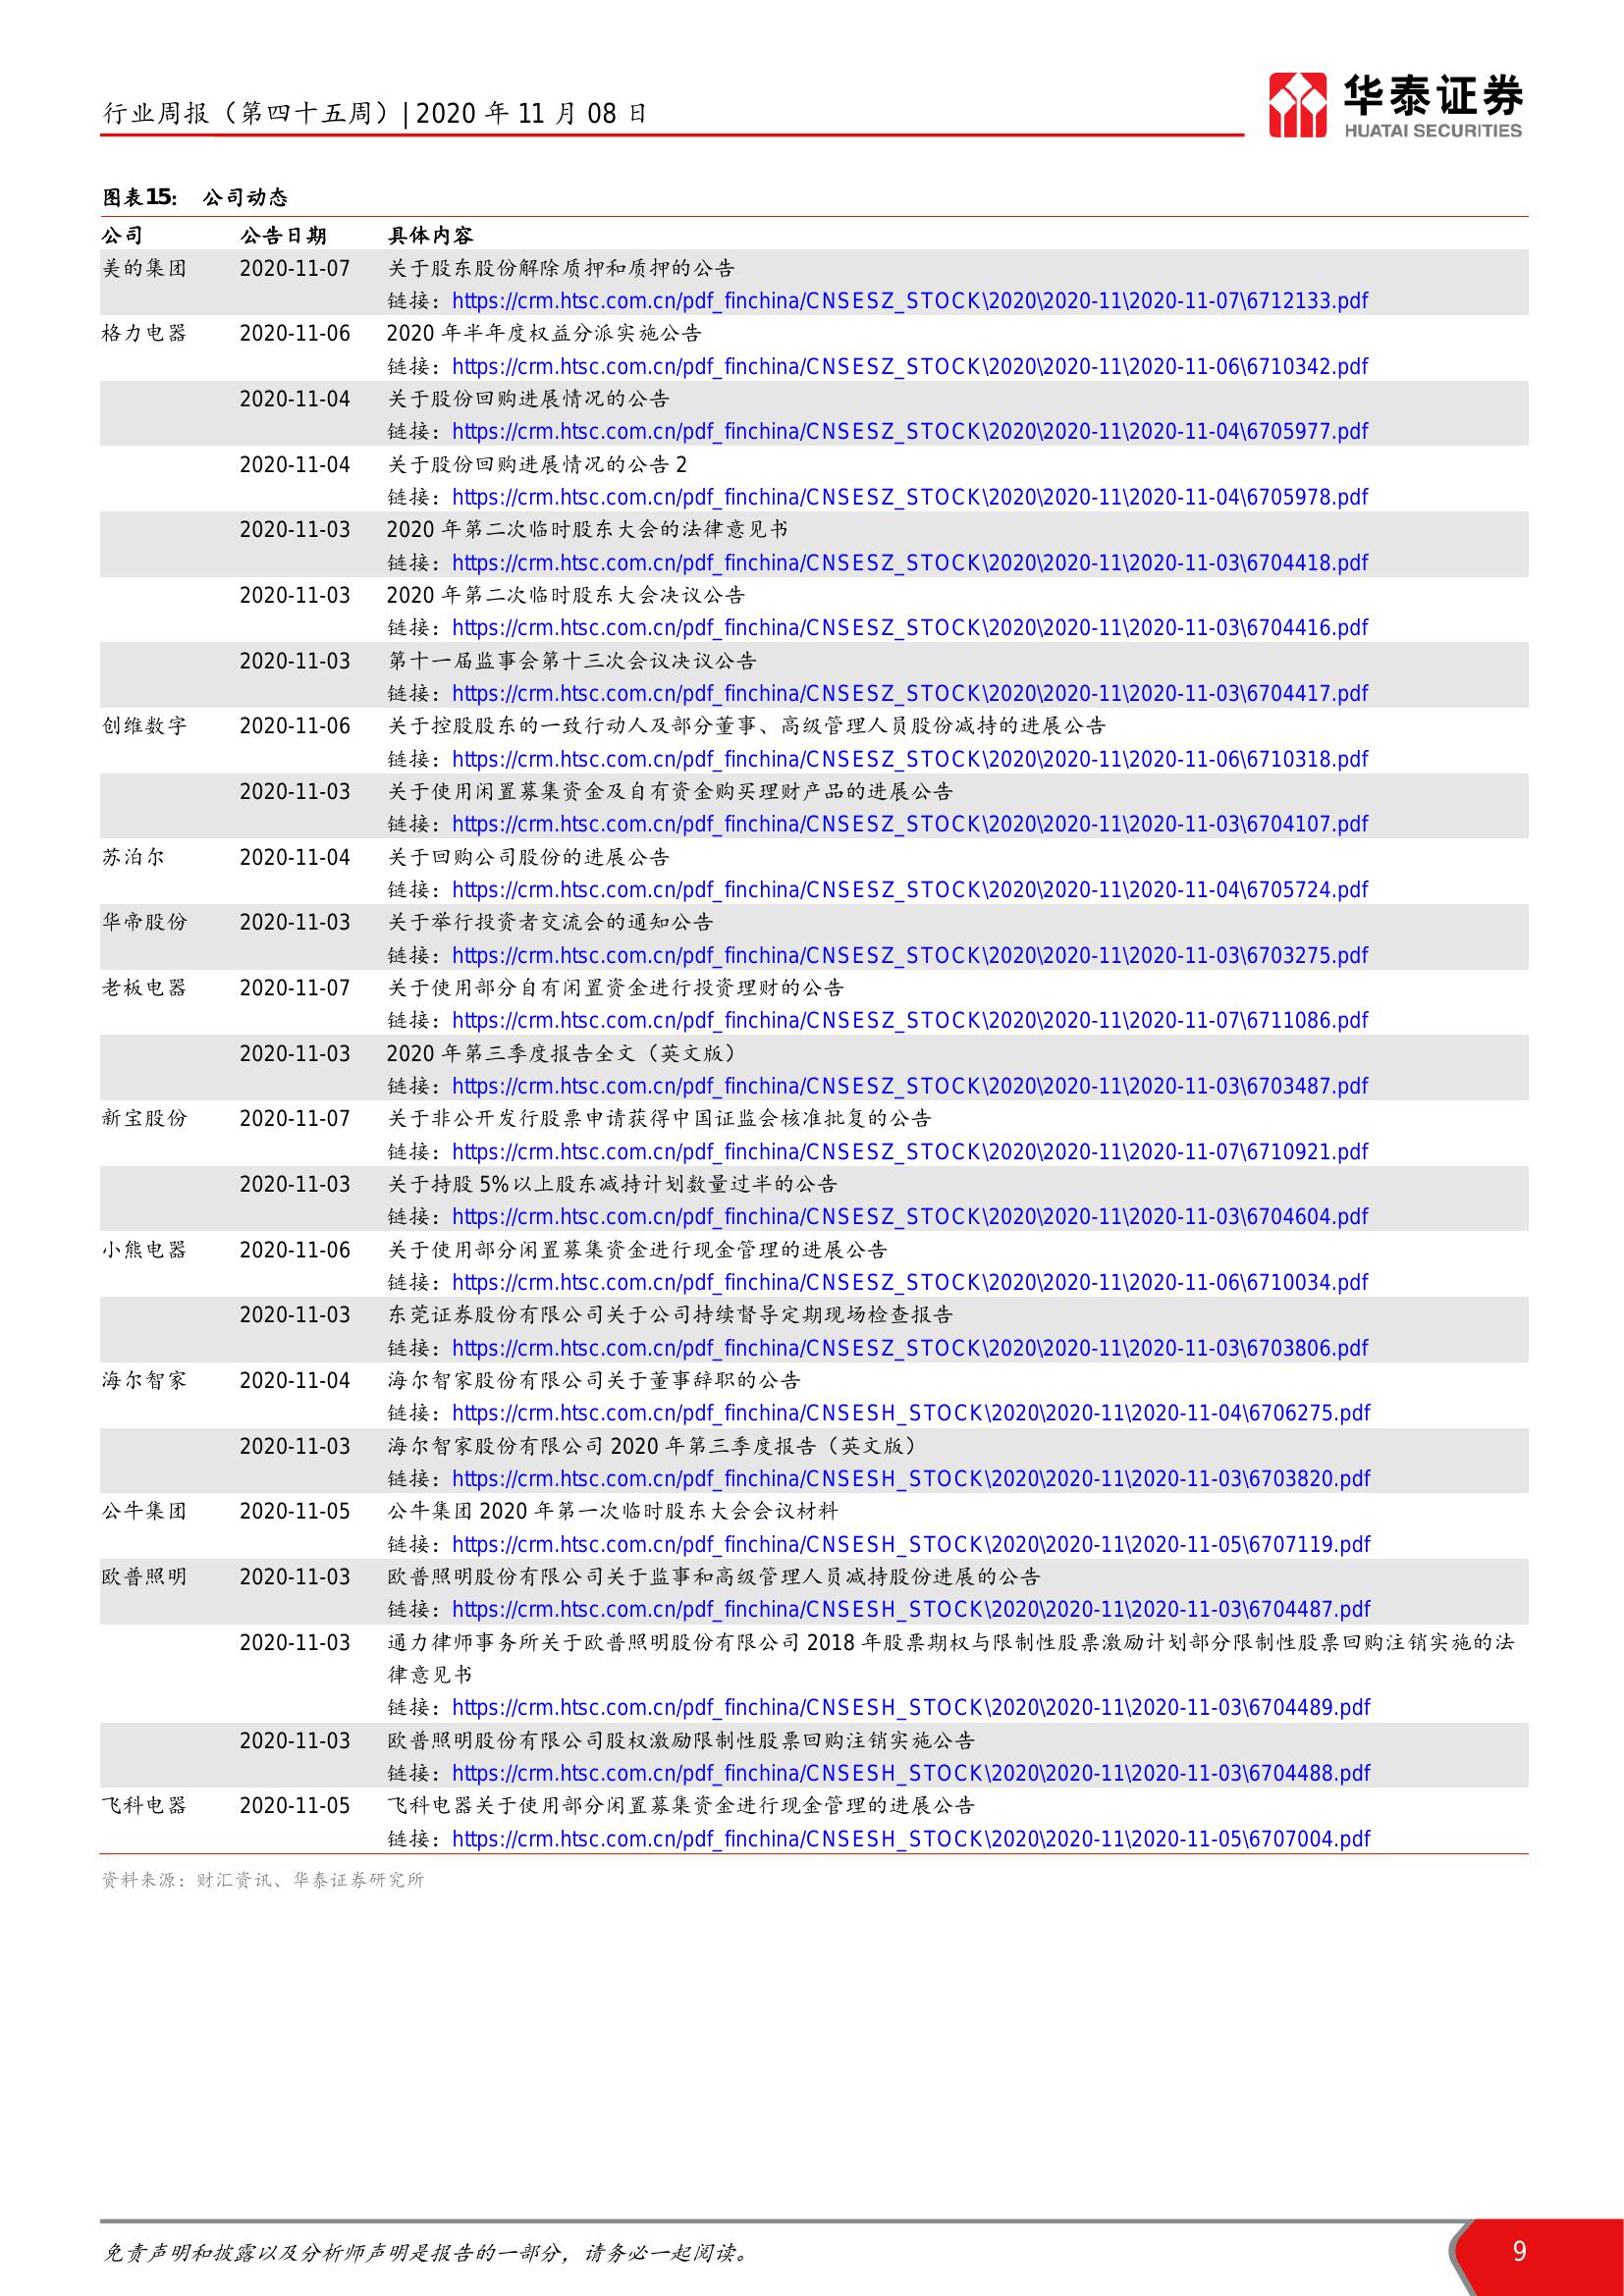 行业周报（第四十五周）| 2020 年 11 月 08 日
华泰证券
HUATAI SECURITIES
图表15： 公司动态
公司 公告日期 具体内容
美的集团 2020-11-07 关于股东股份解除质押和质押的公告
链接：https://crm.htsc.com.cn/pdf_finchina/CNSESZ_STOCK\2020\2020-11\2020-11-07\6712133.pdf
格力电器 2020-11-06 2020 年半年度权益分派实施公告
链接：https://crm.htsc.com.cn/pdf_finchina/CNSESZ_STOCK\2020\2020-11\2020-11-06\6710342.pdf
2020-11-04 关于股份回购进展情况的公告
链接：https://crm.htsc.com.cn/pdf_finchina/CNSESZ_STOCK\2020\2020-11\2020-11-04\6705977.pdf
2020-11-04 关于股份回购进展情况的公告 2
链接：https://crm.htsc.com.cn/pdf_finchina/CNSESZ_STOCK\2020\2020-11\2020-11-04\6705978.pdf
2020-11-03 2020 年第二次临时股东大会的法律意见书
链接：https://crm.htsc.com.cn/pdf_finchina/CNSESZ_STOCK\2020\2020-11\2020-11-03\6704418.pdf
2020-11-03 2020 年第二次临时股东大会决议公告
链接：https://crm.htsc.com.cn/pdf_finchina/CNSESZ_STOCK\2020\2020-11\2020-11-03\6704416.pdf
2020-11-03 第十一届监事会第十三次会议决议公告
链接：https://crm.htsc.com.cn/pdf_finchina/CNSESZ_STOCK\2020\2020-11\2020-11-03\6704417.pdf
创维数字 2020-11-06 关于控股股东的一致行动人及部分董事、高级管理人员股份减持的进展公告
链接：https://crm.htsc.com.cn/pdf_finchina/CNSESZ_STOCK\2020\2020-11\2020-11-06\6710318.pdf
2020-11-03 关于使用闲置募集资金及自有资金购买理财产品的进展公告
链接：https://crm.htsc.com.cn/pdf_finchina/CNSESZ_STOCK\2020\2020-11\2020-11-03\6704107.pdf
苏泊尔 2020-11-04 关于回购公司股份的进展公告
链接：https://crm.htsc.com.cn/pdf_finchina/CNSESZ_STOCK\2020\2020-11\2020-11-04\6705724.pdf
华帝股份 2020-11-03 关于举行投资者交流会的通知公告
链接：https://crm.htsc.com.cn/pdf_finchina/CNSESZ_STOCK\2020\2020-11\2020-11-03\6703275.pdf
老板电器 2020-11-07 关于使用部分自有闲置资金进行投资理财的公告
链接：https://crm.htsc.com.cn/pdf_finchina/CNSESZ_STOCK\2020\2020-11\2020-11-07\6711086.pdf
2020-11-03 2020 年第三季度报告全文（英文版）
链接：https://crm.htsc.com.cn/pdf_finchina/CNSESZ_STOCK\2020\2020-11\2020-11-03\6703487.pdf
新宝股份 2020-11-07 关于非公开发行股票申请获得中国证监会核准批复的公告
链接：https://crm.htsc.com.cn/pdf_finchina/CNSESZ_STOCK\2020\2020-11\2020-11-07\6710921.pdf
2020-11-03 关于持股 5%以上股东减持计划数量过半的公告
链接：https://crm.htsc.com.cn/pdf_finchina/CNSESZ_STOCK\2020\2020-11\2020-11-03\6704604.pdf
小熊电器 2020-11-06 关于使用部分闲置募集资金进行现金管理的进展公告
链接：https://crm.htsc.com.cn/pdf_finchina/CNSESZ_STOCK\2020\2020-11\2020-11-06\6710034.pdf
2020-11-03 东莞证券股份有限公司关于公司持续督导定期现场检查报告
链接：https://crm.htsc.com.cn/pdf_finchina/CNSESZ_STOCK\2020\2020-11\2020-11-03\6703806.pdf
海尔智家 2020-11-04 海尔智家股份有限公司关于董事辞职的公告
链接：https://crm.htsc.com.cn/pdf_finchina/CNSESH_STOCK\2020\2020-11\2020-11-04\6706275.pdf
2020-11-03 海尔智家股份有限公司 2020 年第三季度报告（英文版）
链接：https://crm.htsc.com.cn/pdf_finchina/CNSESH_STOCK\2020\2020-11\2020-11-03\6703820.pdf
公牛集团 2020-11-05 公牛集团 2020 年第一次临时股东大会会议材料
链接：https://crm.htsc.com.cn/pdf_finchina/CNSESH_STOCK\2020\2020-11\2020-11-05\6707119.pdf
欧普照明 2020-11-03 欧普照明股份有限公司关于监事和高级管理人员减持股份进展的公告
链接：https://crm.htsc.com.cn/pdf_finchina/CNSESH_STOCK\2020\2020-11\2020-11-03\6704487.pdf
2020-11-03 通力律师事务所关于欧普照明股份有限公司 2018 年股票期权与限制性股票激励计划部分限制性股票回购注销实施的法
律意见书
链接：https://crm.htsc.com.cn/pdf_finchina/CNSESH_STOCK\2020\2020-11\2020-11-03\6704489.pdf
2020-11-03 欧普照明股份有限公司股权激励限制性股票回购注销实施公告
链接：https://crm.htsc.com.cn/pdf_finchina/CNSESH_STOCK\2020\2020-11\2020-11-03\6704488.pdf
飞科电器 2020-11-05 飞科电器关于使用部分闲置募集资金进行现金管理的进展公告
链接：https://crm.htsc.com.cn/pdf_finchina/CNSESH_STOCK\2020\2020-11\2020-11-05\6707004.pdf
资料来源：财汇资讯、华泰证券研究所
免责声明和披露以及分析师声明是报告的一部分，请务必一起阅读。
9